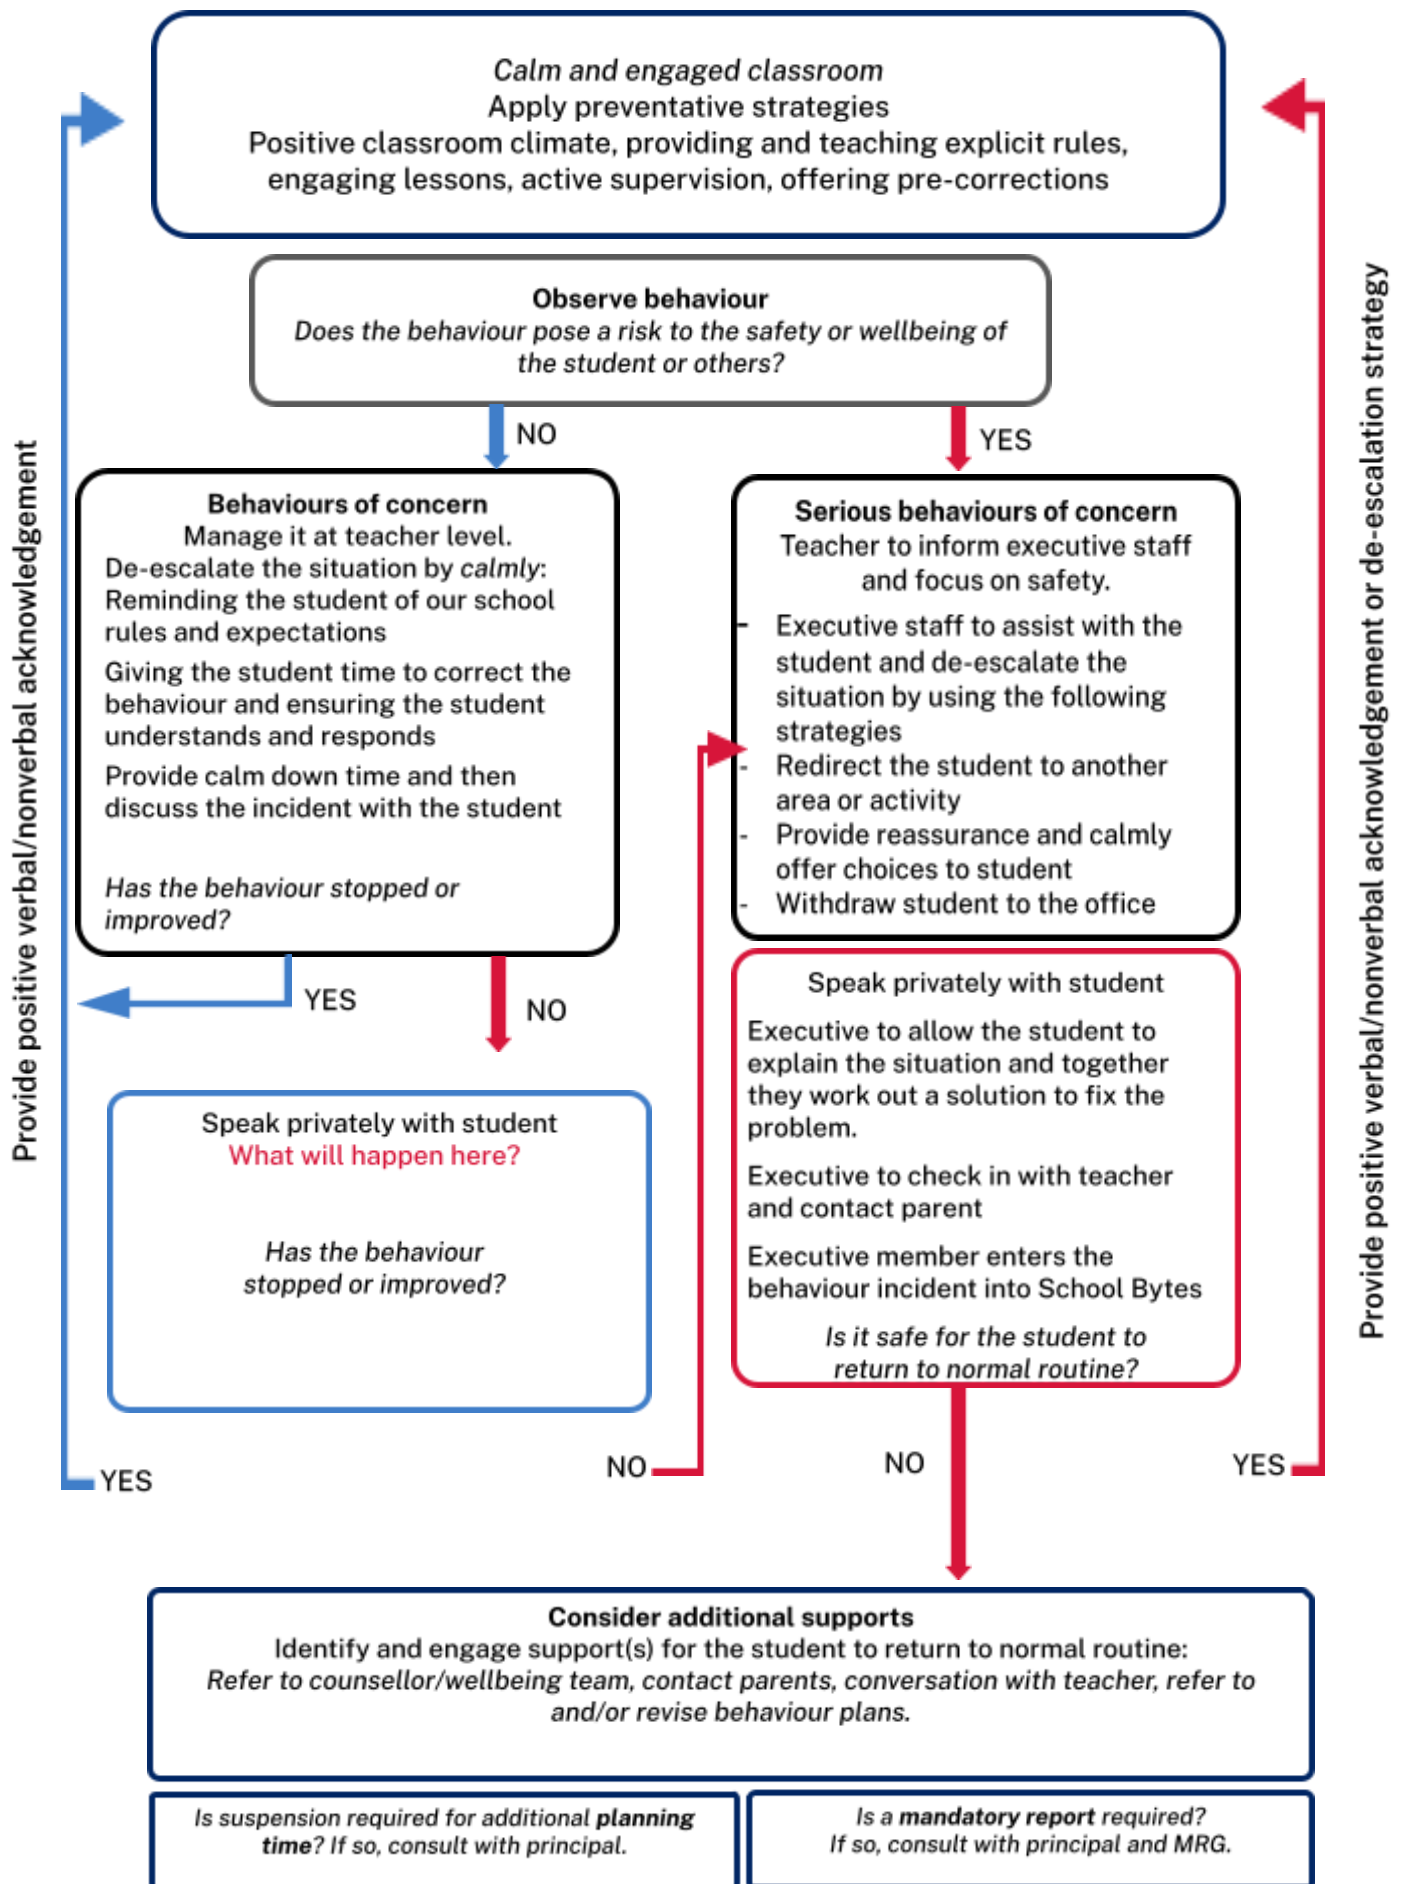 Calm and engaged classroom
Apply preventative strategies
Positive classroom climate, providing and teaching explicit rules,
engaging lessons, active supervision, offering pre-corrections
Observe behaviour
Does the behaviour pose a risk to the safety or wellbeing of
the student or others?
NO
YES
Behaviours of concern
Manage it at teacher level.
De-escalate the situation by calmly:
Reminding the student of our school
rules and expectations
Giving the student time to correct the
behaviour and ensuring the student
understands and responds
Provide calm down time and then
discuss the incident with the student
Has the behaviour stopped or
improved?
YES
NO
Speak privately with student
What will happen here?
Has the behaviour
stopped or improved?
YES
NO
Serious behaviours of concern
Teacher to inform executive staff
and focus on safety.
- Executive staff to assist with the
student and de-escalate the
situation by using the following
strategies
- Redirect the student to another
area or activity
- Provide reassurance and calmly
offer choices to student
- Withdraw student to the office
Speak privately with student
Executive to allow the student to
explain the situation and together
they work out a solution to fix the
problem.
Executive to check in with teacher
and contact parent
Executive member enters the
behaviour incident into School Bytes
Is it safe for the student to
return to normal routine?
NO
YES
Provide positive verbal/nonverbal acknowledgement
Provide positive verbal/nonverbal acknowledgement or de-escalation strategy
Consider additional supports
Identify and engage support(s) for the student to return to normal routine:
Refer to counsellor/wellbeing team, contact parents, conversation with teacher, refer to
and/or revise behaviour plans.
Is suspension required for additional planning
time? If so, consult with principal.
Is a mandatory report required?
If so, consult with principal and MRG.